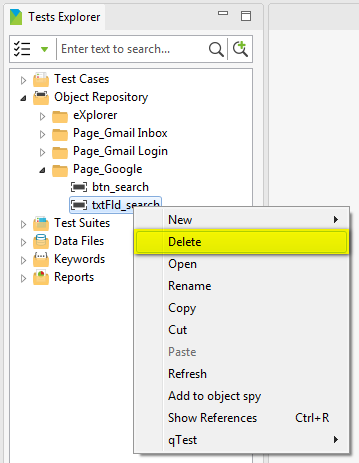 Tests Explorer
Enter text to search...
Test Cases
Object Repository
eXplorer
Page_Gmail Inbox
Page_Gmail Login
Page_Google
btn_search
txtFld_search
Test Suites
Data Files
Keywords
Reports
New
Delete
Open
Rename
Copy
Cut
Paste
Refresh
Add to object spy
Show References Ctrl+R
qTest